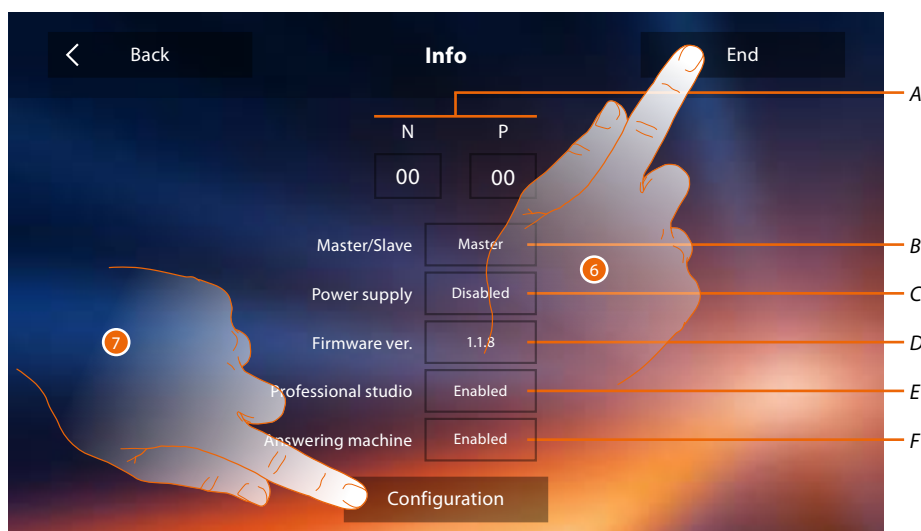 Back Info End
A
N P
00 00
Master/Slave Master B
6
Power supply Disabled C
7 Firmware ver. 1.1.8 D
Professional studio Enabled E
Answering machine Enabled F
Configuration